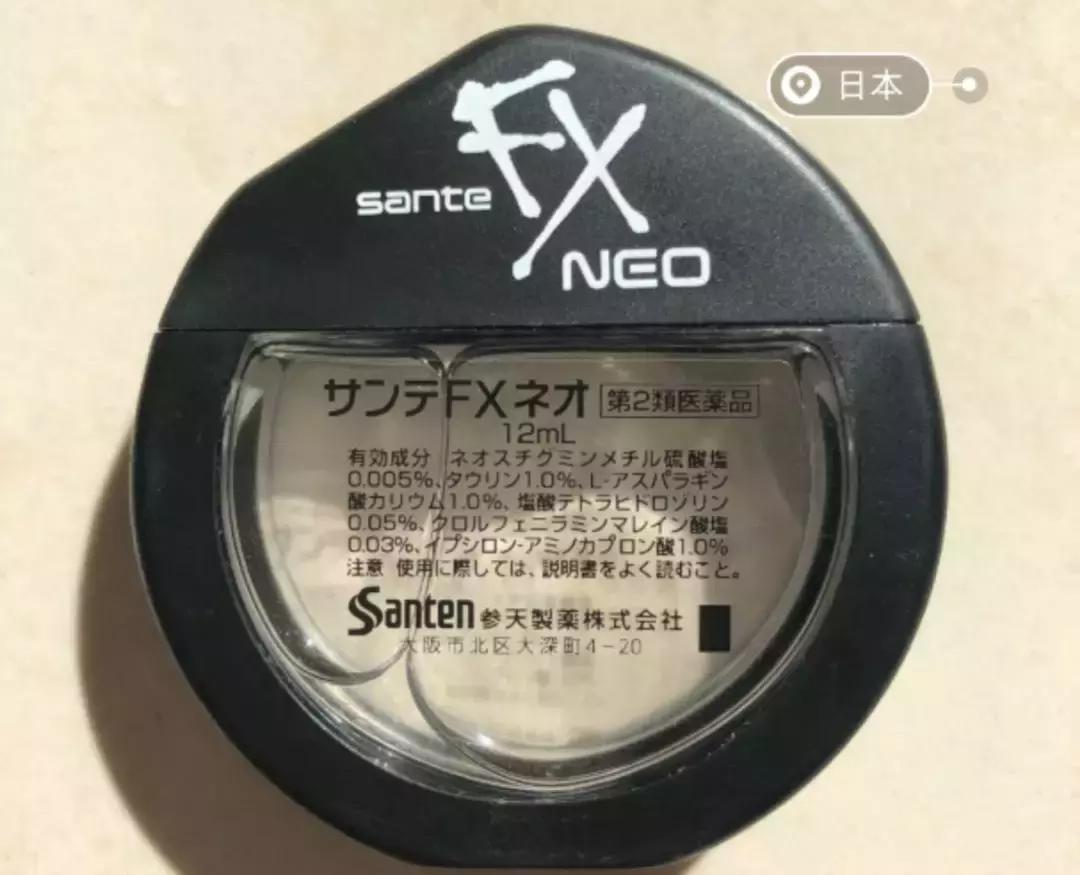 日本
sante FX NEO
サンテFXネオ 第2類医薬品
12mL
有効成分 ネオスチグミンメチル硫酸塩
0.005%、タウリン1.0%、L-アスパラギン
酸カリウム1.0%、塩酸テトラヒドロゾリン
0.05%、クロルフェニラミンマレイン酸塩
0.03%、イプシロン-アミノカプロン酸1.0%
注意 使用に際しては、説明書をよく読むこと。
Santen 参天製薬株式会社
大阪市北区大深町4-20